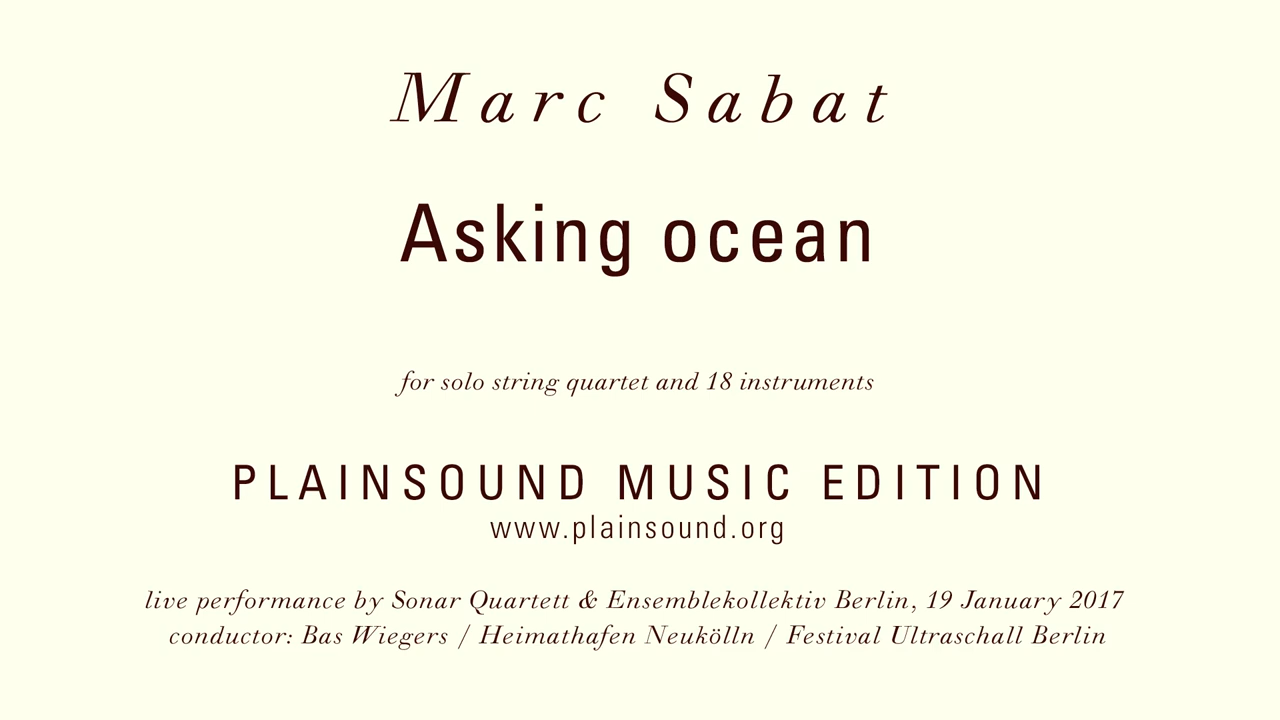 Marc Sabat
Asking ocean
for solo string quartet and 18 instruments
PLAINSOUND MUSIC EDITION
www.plainsound.org
live performance by Sonar Quartett & Ensemblekollektiv Berlin, 19 January 2017
conductor: Bas Wiegers / Heimathafen Neukölln / Festival Ultraschall Berlin